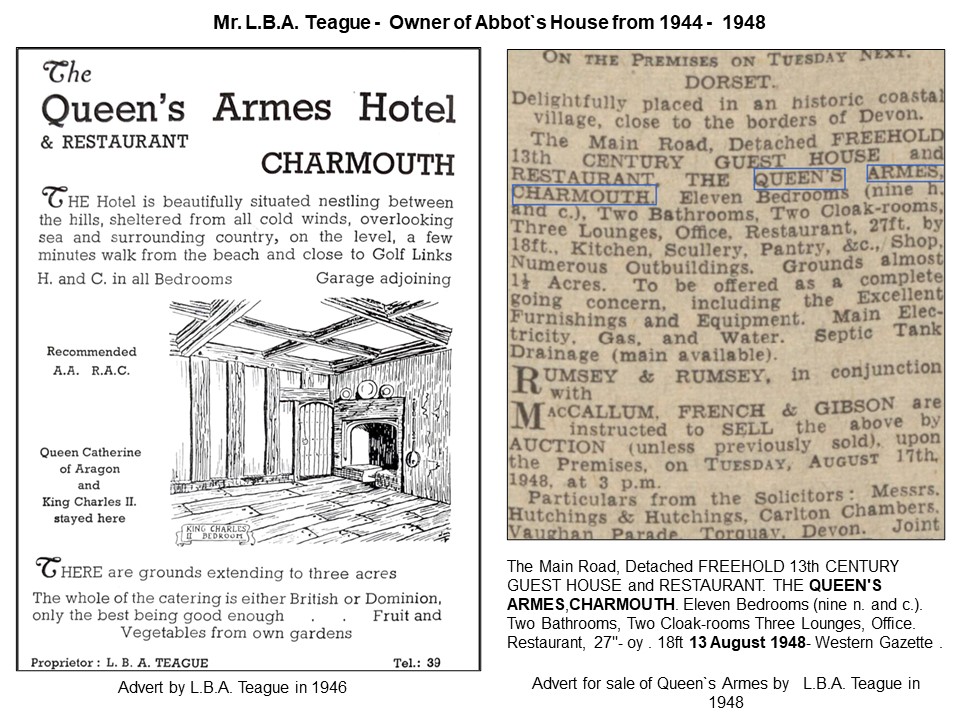 Mr. L.B.A. Teague - Owner of Abbot`s House from 1944 - 1948
The
Queen's Armes Hotel
& RESTAURANT
CHARMOUTH
THE Hotel is beautifully situated nestling between
the hills, sheltered from all cold winds, overlooking
sea and surrounding country, on the level, a few
minutes walk from the beach and close to Golf Links
H. and C. in all Bedrooms Garage adjoining
Recommended
A.A. R.A.C.
Queen Catherine
of Aragon
and
King Charles II.
stayed here
KING CHARLES
II BEDROOM
THERE are grounds extending to three acres
The whole of the catering is either British or Dominion,
only the best being good enough . . Fruit and
Vegetables from own gardens
Proprietor : L. B. A. TEAGUE Tel.: 39
Advert by L.B.A. Teague in 1946
ON THE PREMISES ON TUESDAY NEXT.
DORSET.
Delightfully placed in an historic coastal
village, close to the borders of Devon.
The Main Road, Detached FREEHOLD
13th CENTURY GUEST HOUSE and
RESTAURANT. THE QUEEN'S ARMES,
CHARMOUTH. Eleven Bedrooms (nine h.
and c.), Two Bathrooms, Two Cloak-rooms,
Three Lounges, Office, Restaurant, 27ft. by
18ft., Kitchen, Scullery, Pantry, &c., Shop,
Numerous Outbuildings. Grounds almost
1½ Acres. To be offered as a complete
going concern, including the Excellent
Furnishings and Equipment. Main Elec-
tricity, Gas, and Water. Septic Tank
Drainage (main available).
RUMSEY & RUMSEY, in conjunction
with
MACCALLUM, FRENCH & GIBSON are
instructed to SELL the above by
AUCTION (unless previously sold), upon
the Premises, on TUESDAY, AUGUST 17th,
1948, at 3 p.m.
Particulars from the Solicitors: Messrs.
Hutchings & Hutchings, Carlton Chambers,
Vaughan Parade, Torquay, Devon. Joint
The Main Road, Detached FREEHOLD 13th CENTURY
GUEST HOUSE and RESTAURANT. THE QUEEN'S
ARMES,CHARMOUTH. Eleven Bedrooms (nine n. and c.).
Two Bathrooms, Two Cloak-rooms Three Lounges, Office.
Restaurant, 27"- oy . 18ft 13 August 1948- Western Gazette .
Advert for sale of Queen`s Armes by L.B.A. Teague in
1948